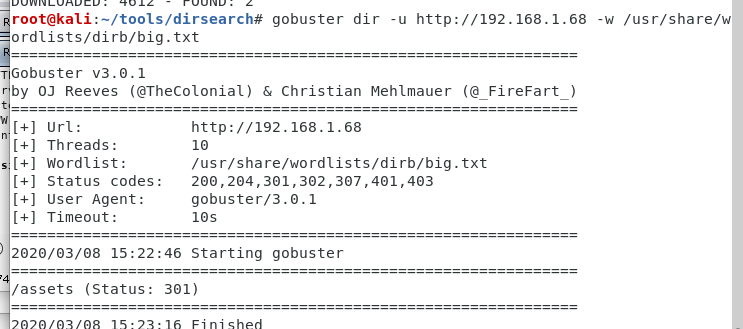 DOWNLOADED: 4612 - FOUND: 2
root@kali:~/tools/dirsearch# gobuster dir -u http://192.168.1.68 -w /usr/share/w
ordlists/dirb/big.txt
===============================================================
Gobuster v3.0.1
by OJ Reeves (@TheColonial) & Christian Mehlmauer (@_FireFart_)
===============================================================
[+] Url:            http://192.168.1.68
[+] Threads:        10
[+] Wordlist:       /usr/share/wordlists/dirb/big.txt
[+] Status codes:   200,204,301,302,307,401,403
[+] User Agent:     gobuster/3.0.1
[+] Timeout:        10s
===============================================================
2020/03/08 15:22:46 Starting gobuster
===============================================================
/assets (Status: 301)
===============================================================
2020/03/08 15:23:16 Finished